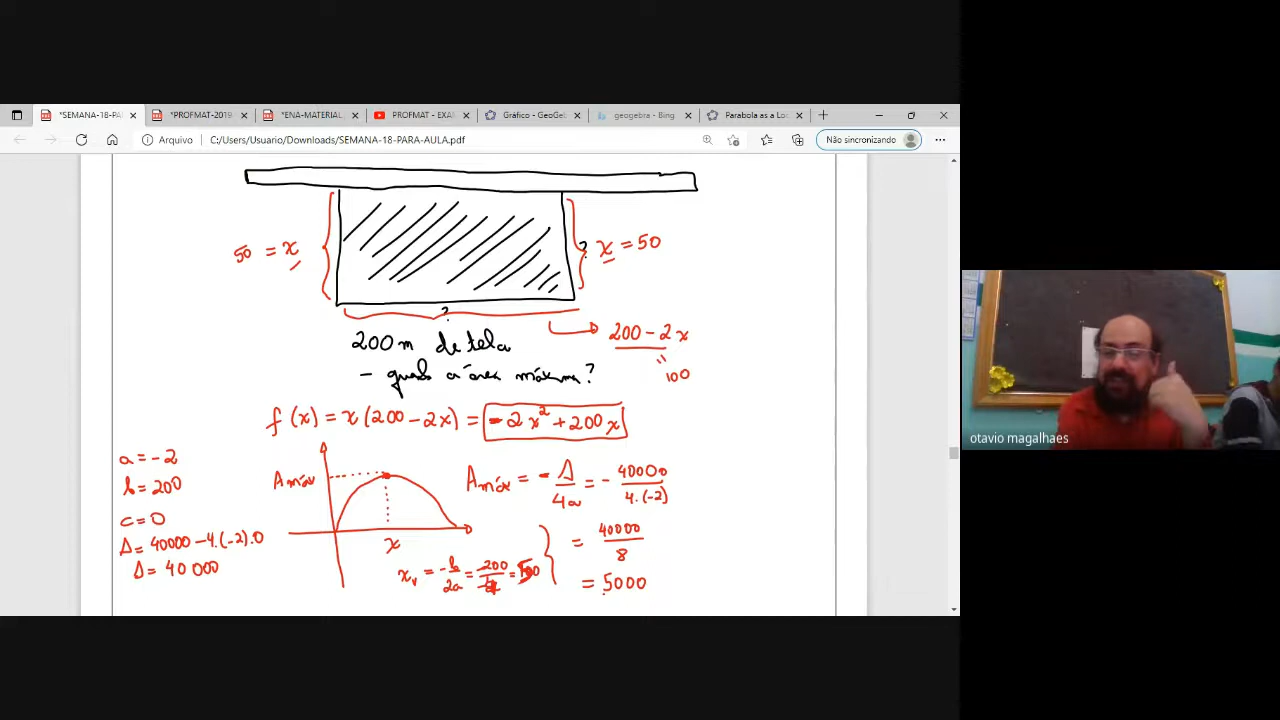 *SEMANA-18-PA
*PROFMAT-2019
*ENA-MATERIAL
PROFMAT - EXA
Gráfico - GeoGe
geogebra - Bing
Parabola as a Lo
Arquivo C:/Users/Usuario/Downloads/SEMANA-18-PARA-AULA.pdf Não sincronizando
50 = x
? x = 50
?
200 - 2x
"
100
200 m de tela
- qual a área máxima?
f(x) = x(200 - 2x) = -2x² + 200x
a = -2
b = 200
c = 0
Δ = 40000 - 4.(-2).0
Δ = 40 000
A máx
x
A máx = - Δ/4a = - 40000/4.(-2)
= 40000/8
= 5000
xᵥ = -b/2a = -200/-4 = 50
otavio magalhaes